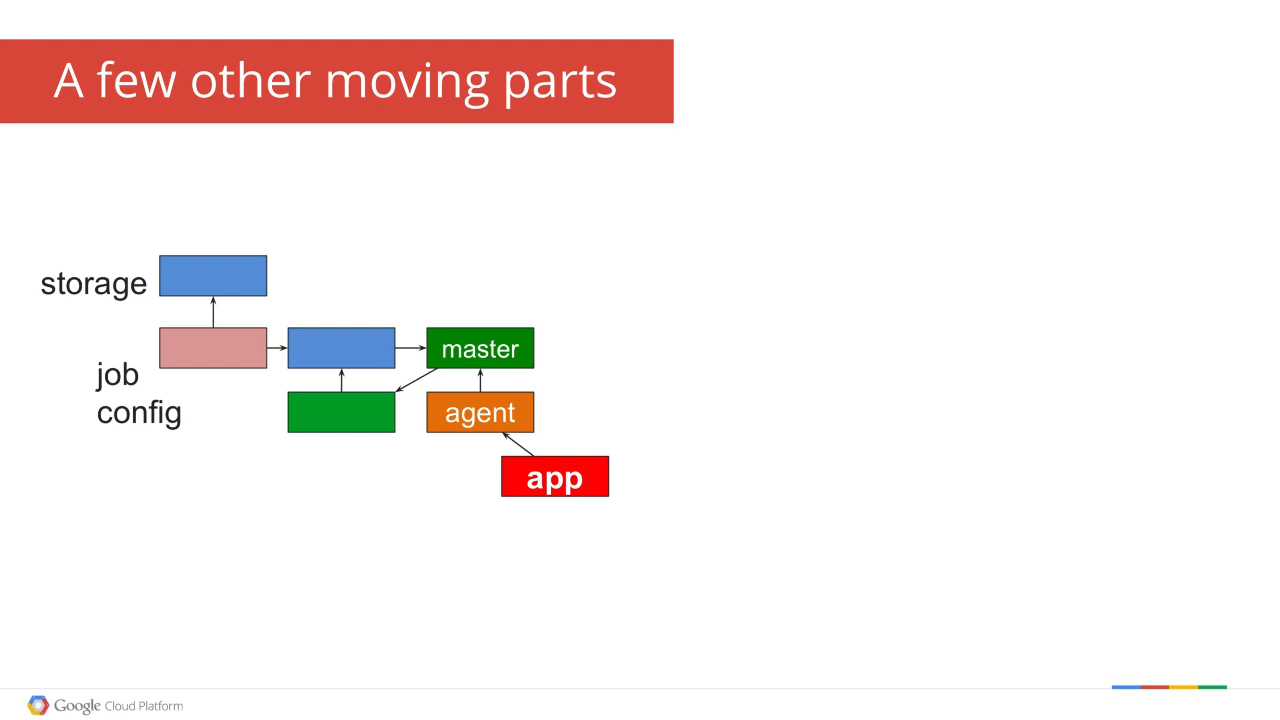 A few other moving parts
storage
master
job
config
agent
app
Google Cloud Platform